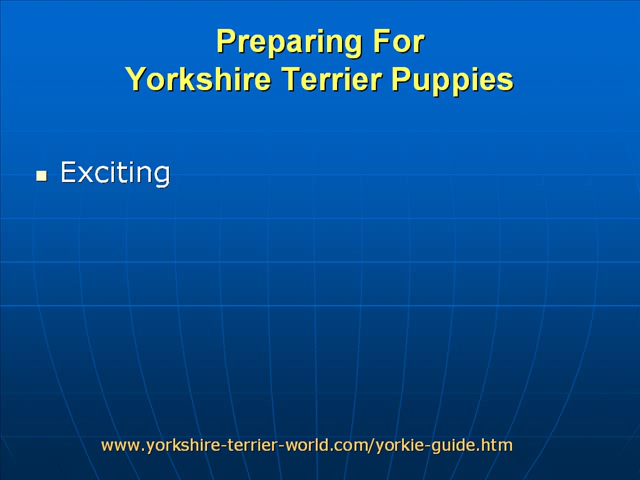 Preparing For
Yorkshire Terrier Puppies
Exciting
www.yorkshire-terrier-world.com/yorkie-guide.htm